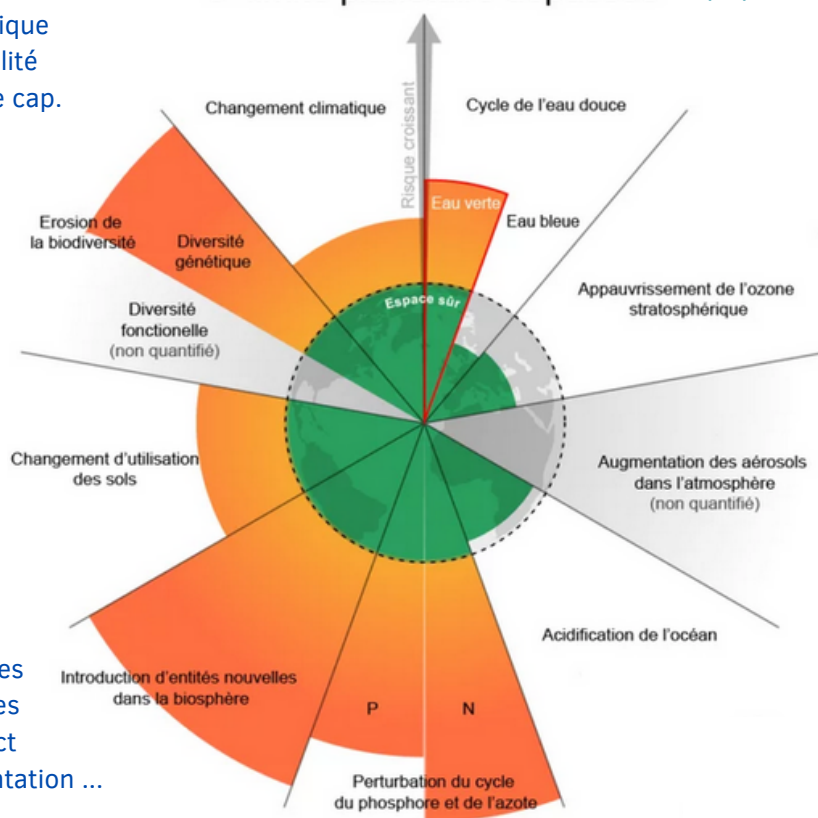 ique
lité
e cap.
Changement climatique
Risque croissant
Cycle de l'eau douce
Eau verte
Eau bleue
Erosion de
la biodiversité
Diversité
génétique
Diversité
fonctionelle
(non quantifié)
Espace sûr
Appauvrissement de l'ozone
stratosphérique
Changement d'utilisation
des sols
Augmentation des aérosols
dans l'atmosphère
(non quantifié)
Acidification de l'océan
Introduction d'entités nouvelles
dans la biosphère
P
N
Perturbation du cycle
du phosphore et de l'azote
es
es
ct
ntation ...